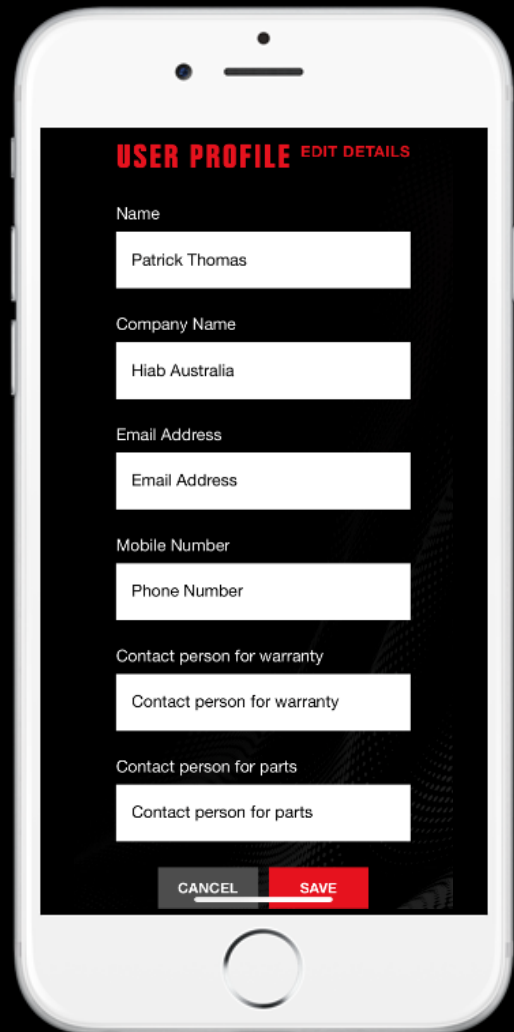 USER PROFILE EDIT DETAILS
Name
Patrick Thomas
Company Name
Hiab Australia
Email Address
Email Address
Mobile Number
Phone Number
Contact person for warranty
Contact person for warranty
Contact person for parts
Contact person for parts
CANCEL SAVE